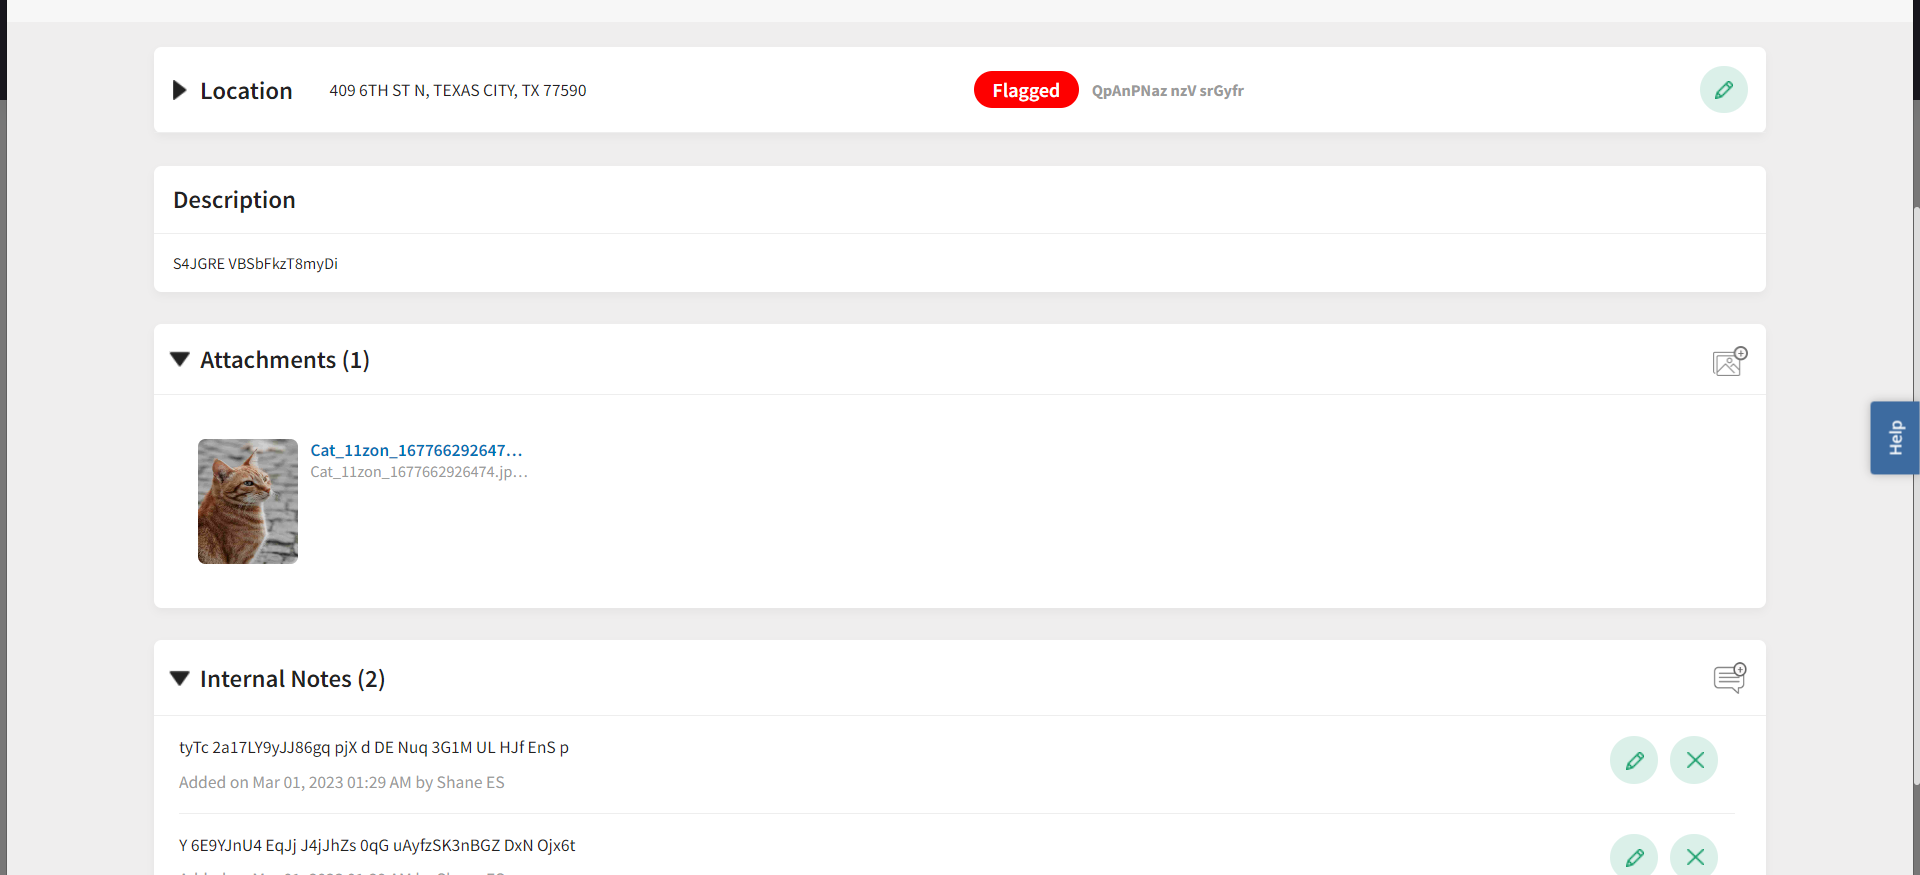 Location 409 6TH ST N, TEXAS CITY, TX 77590 Flagged QpAnPNaz nzV srGyfr
Description
S4JGRE VBSbFkzT8myDi
Attachments (1)
Cat_11zon_167766292647...
Cat_11zon_1677662926474.jp...
Help
Internal Notes (2)
tyTc 2a17LY9yJJ86gq pjX d DE Nuq 3G1M UL HJf EnS p
Added on Mar 01, 2023 01:29 AM by Shane ES
Y 6E9YJnU4 EqJj J4jJhZs 0qG uAyfzSK3nBGZ DxN Ojx6t